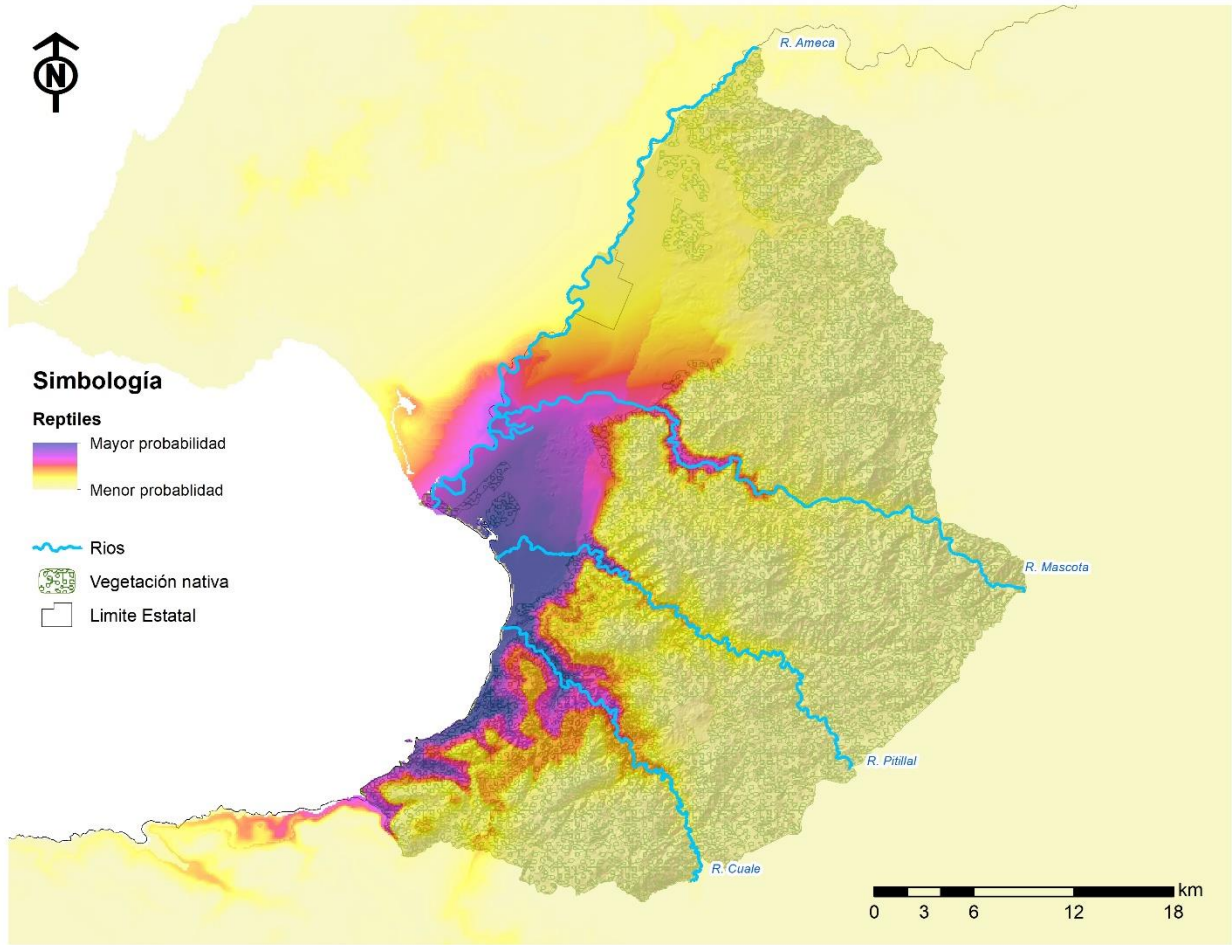 N
R. Ameca
Simbología
Reptiles
Mayor probabilidad
Menor probablidad
Rios
Vegetación nativa
Limite Estatal
R. Mascota
R. Pitillal
R. Cuale
km
0 3 6 12 18